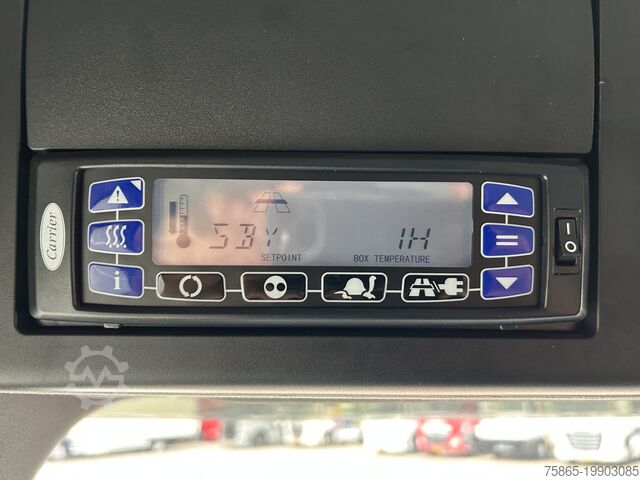 Carrier
SBY 1H
SETPOINT BOX TEMPERATURE
i
I
O
75865-19903085